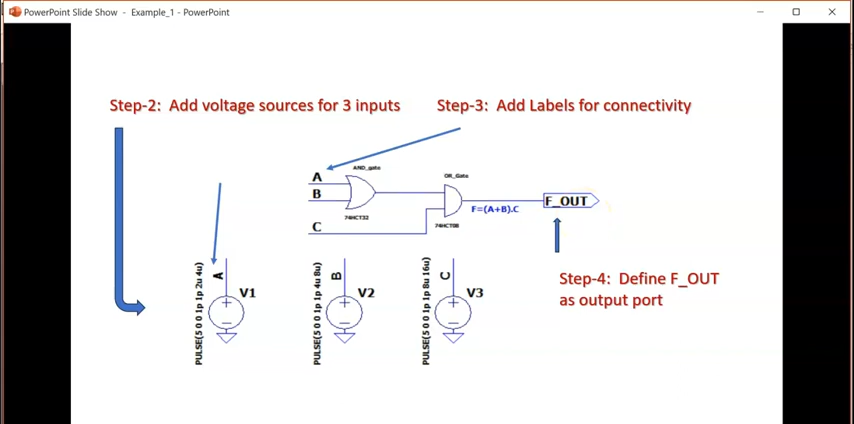 PowerPoint Slide Show - Example_1 - PowerPoint
Step-2: Add voltage sources for 3 inputs
Step-3: Add Labels for connectivity
AND_gate
OR_Gate
A
B
C
74HCT32
74HCT08
F=(A+B).C
F_OUT
Step-4: Define F_OUT
as output port
PULSE(5 0 0 1p 1p 2u 4u)
A
V1
PULSE(5 0 0 1p 1p 4u 8u)
B
V2
PULSE(5 0 0 1p 1p 8u 16u)
C
V3